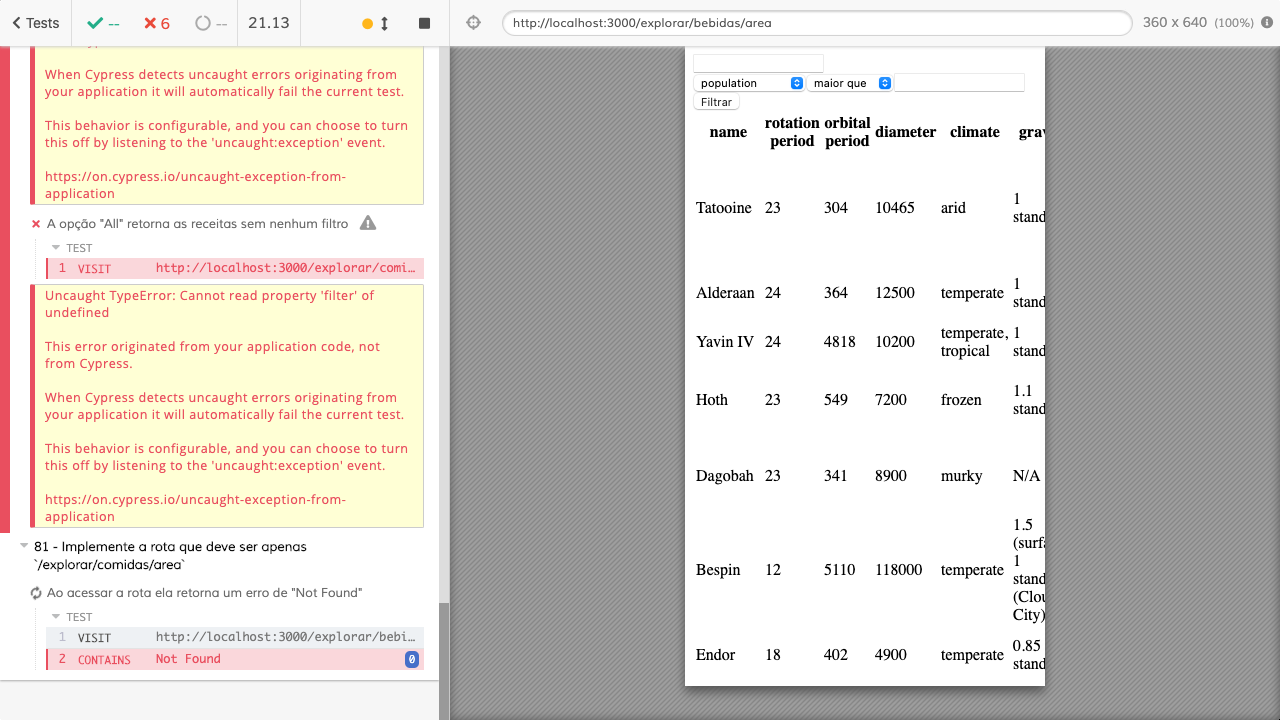 Tests
--
6
--
21.13
http://localhost:3000/explorar/bebidas/area
360 x 640 (100%)
When Cypress detects uncaught errors originating from
your application it will automatically fail the current test.
This behavior is configurable, and you can choose to turn
this off by listening to the 'uncaught:exception' event.
https://on.cypress.io/uncaught-exception-from-
application
A opção "All" retorna as receitas sem nenhum filtro
TEST
1 VISIT http://localhost:3000/explorar/comi...
Uncaught TypeError: Cannot read property 'filter' of
undefined
This error originated from your application code, not
from Cypress.
When Cypress detects uncaught errors originating from
your application it will automatically fail the current test.
This behavior is configurable, and you can choose to turn
this off by listening to the 'uncaught:exception' event.
https://on.cypress.io/uncaught-exception-from-
application
81 - Implemente a rota que deve ser apenas
`/explorar/comidas/area`
Ao acessar a rota ela retorna um erro de "Not Found"
TEST
1 VISIT http://localhost:3000/explorar/bebi...
2 CONTAINS Not Found 0
population maior que
Filtrar
name rotation period orbital period diameter climate grav
Tatooine 23 304 10465 arid 1 stand
Alderaan 24 364 12500 temperate 1 stand
Yavin IV 24 4818 10200 temperate, tropical 1 stand
Hoth 23 549 7200 frozen 1.1 stand
Dagobah 23 341 8900 murky N/A
Bespin 12 5110 118000 temperate 1.5 (surfa 1 stand (Clou City)
Endor 18 402 4900 temperate 0.85 stand